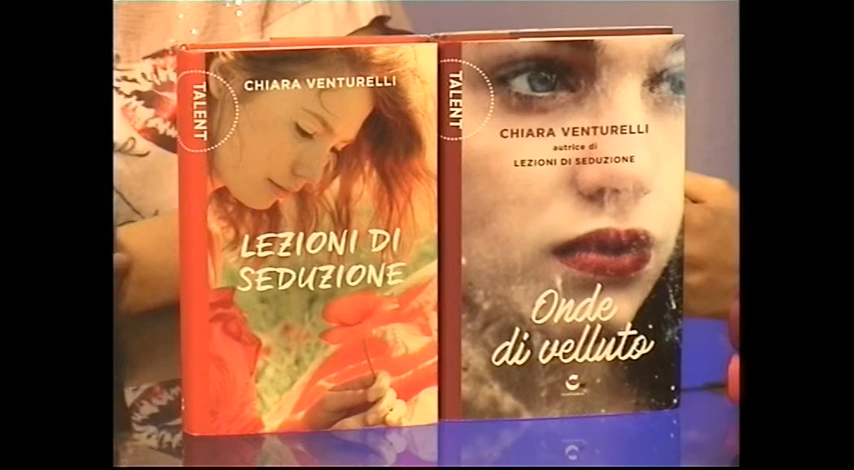 TALENT
CHIARA VENTURELLI
LEZIONI DI
SEDUZIONE
TALENT
CHIARA VENTURELLI
autrice di
LEZIONI DI SEDUZIONE
Onde
di velluto